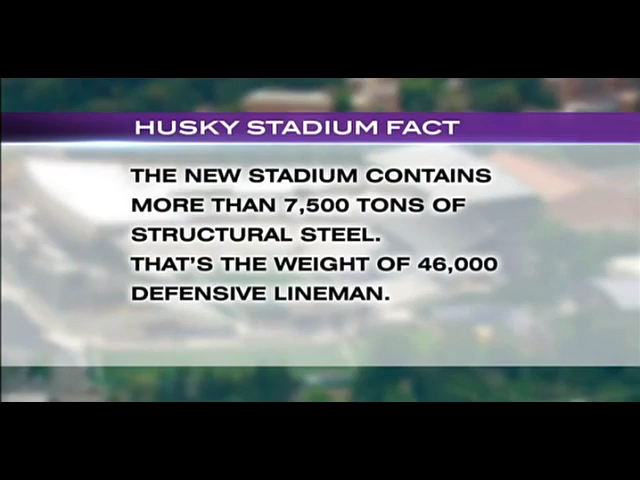 HUSKY STADIUM FACT
THE NEW STADIUM CONTAINS
MORE THAN 7,500 TONS OF
STRUCTURAL STEEL.
THAT'S THE WEIGHT OF 46,000
DEFENSIVE LINEMAN.